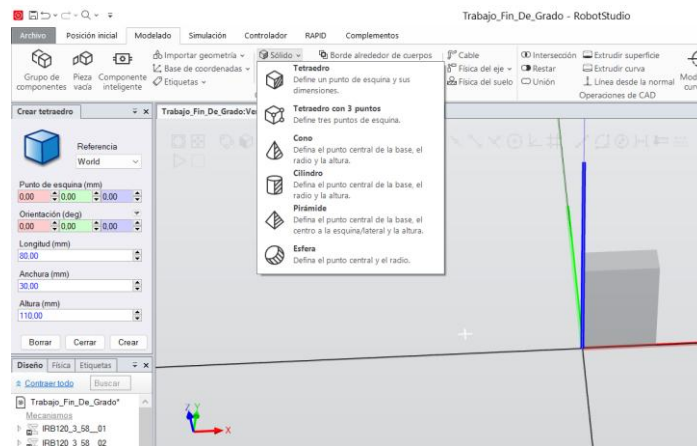 Trabajo_Fin_De_Grado - RobotStudio
Archivo Posición inicial Modelado Simulación Controlador RAPID Complementos
Grupo de componentes
Pieza vacía
Componente inteligente
Importar geometría
Base de coordenadas
Etiquetas
Sólido
Borde alrededor de cuerpos
Cable
Física del eje
Física del suelo
Intersección
Restar
Unión
Extrudir superficie
Extrudir curva
Línea desde la normal
Operaciones de CAD
Tetraedro
Define un punto de esquina y sus
dimensiones.
Tetraedro con 3 puntos
Define tres puntos de esquina.
Cono
Defina el punto central de la base, el
radio y la altura.
Cilindro
Defina el punto central de la base, el
radio y la altura.
Pirámide
Defina el punto central de la base, el
centro a la esquina/lateral y la altura.
Esfera
Defina el punto central y el radio.
Crear tetraedro
Referencia
World
Punto de esquina (mm)
0,00 0,00 0,00
Orientación (deg)
0,00 0,00 0,00
Longitud (mm)
80,00
Anchura (mm)
30,00
Altura (mm)
110,00
Borrar Cerrar Crear
Diseño Física Etiquetas
Contraer todo Buscar
Trabajo_Fin_De_Grado*
Mecanismos
IRB120_3_58__01
IRB120_3_58_02
Z Y
X